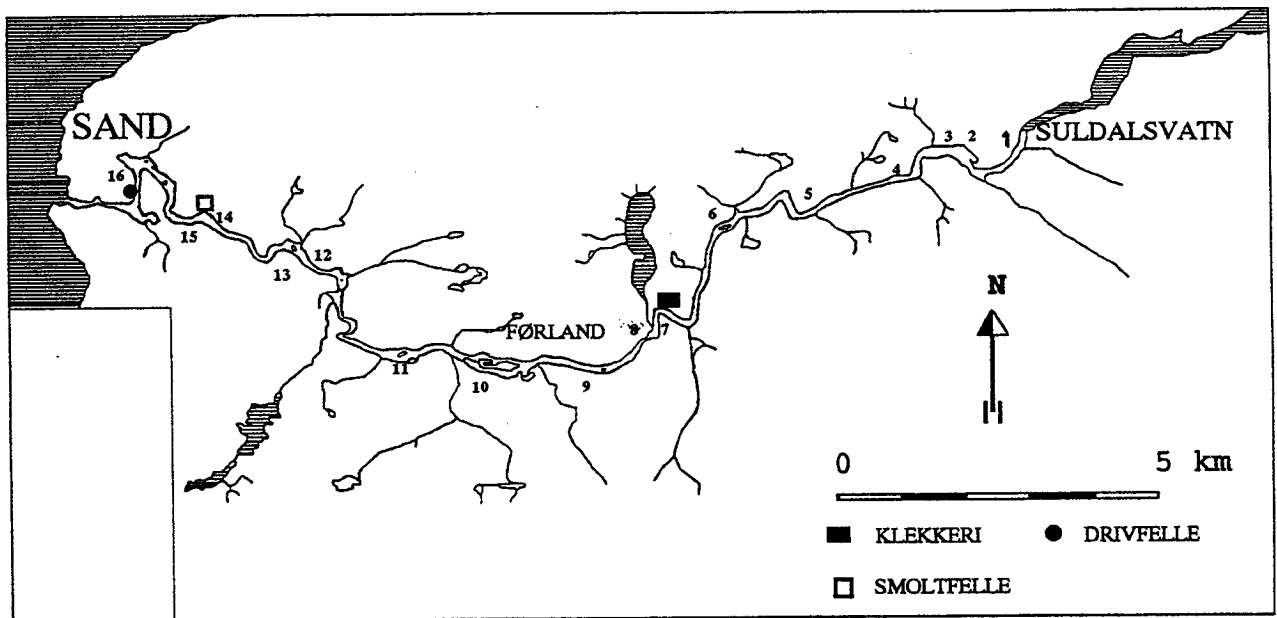 SAND
SULDALSVATN
1
2
3
4
5
6
7
8
9
10
11
12
13
14
15
16
FØRLAND
N
0 5 km
KLEKKERI
DRIVFELLE
SMOLTFELLE